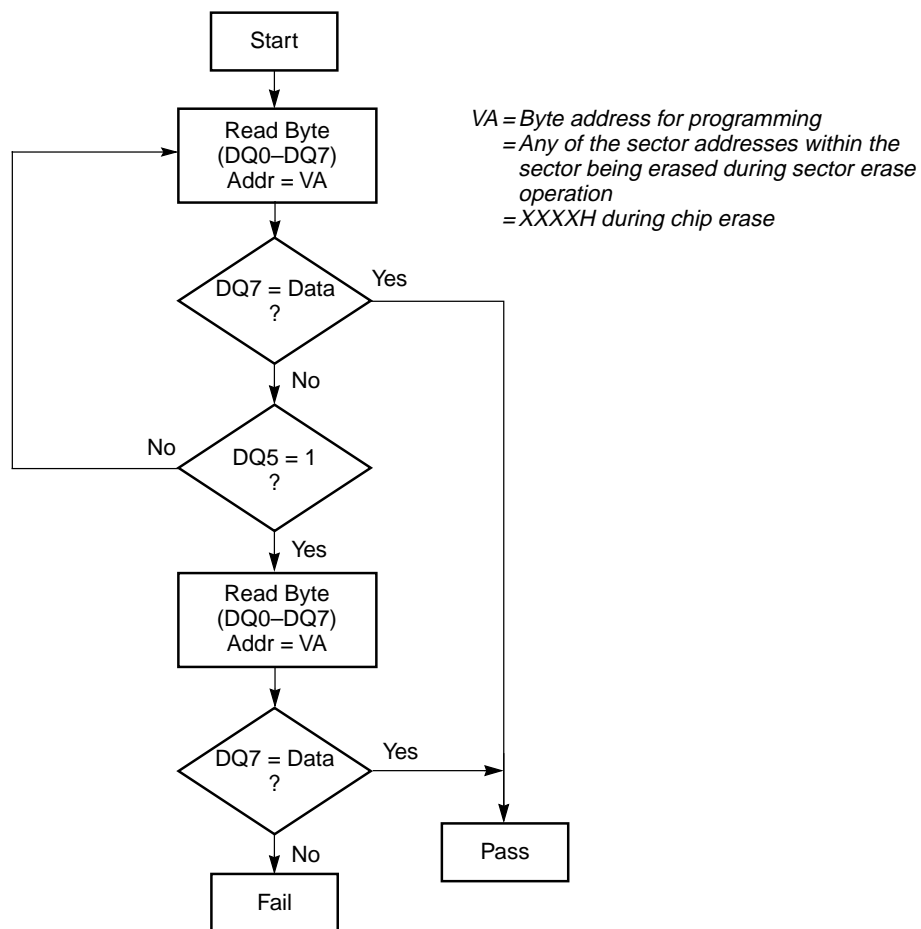 Start
Read Byte
(DQ0–DQ7)
Addr = VA
VA = Byte address for programming
= Any of the sector addresses within the
sector being erased during sector erase
operation
= XXXXH during chip erase
DQ7 = Data
?
Yes
No
DQ5 = 1
?
No
Yes
Read Byte
(DQ0–DQ7)
Addr = VA
DQ7 = Data
?
Yes
No
Pass
Fail